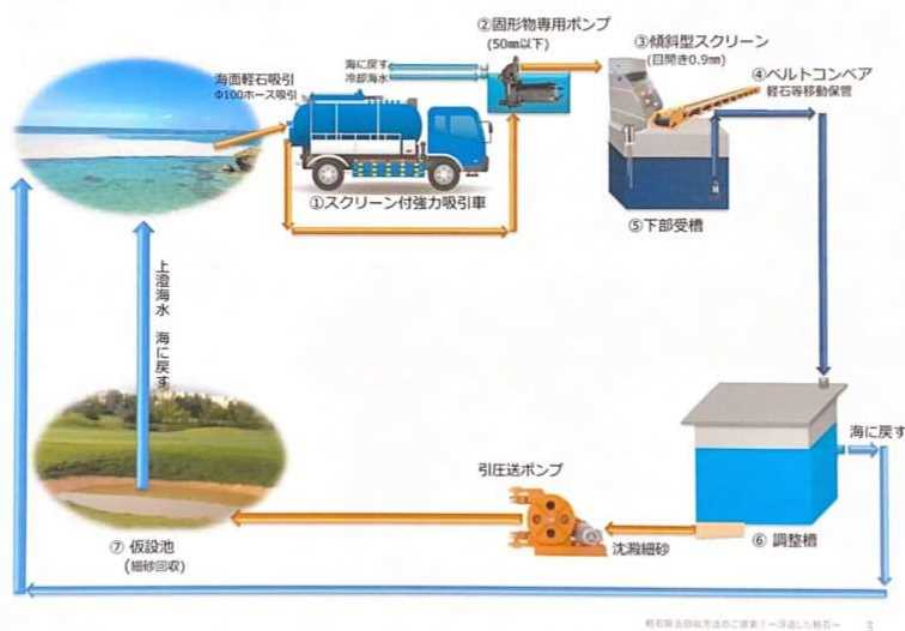 ②固形物専用ポンプ
(50㎜以下)
③傾斜型スクリーン
(目開き0.9㎜)
海に戻す
冷却海水
④ベルトコンベア
軽石等移動保管
海面軽石吸引
Φ100ホース吸引
①スクリーン付強力吸引車
⑤下部受槽
上澄海水 海に戻す
海に戻す
引圧送ポンプ
沈澱細砂
⑥ 調整槽
⑦ 仮設池
(細砂回収)
3